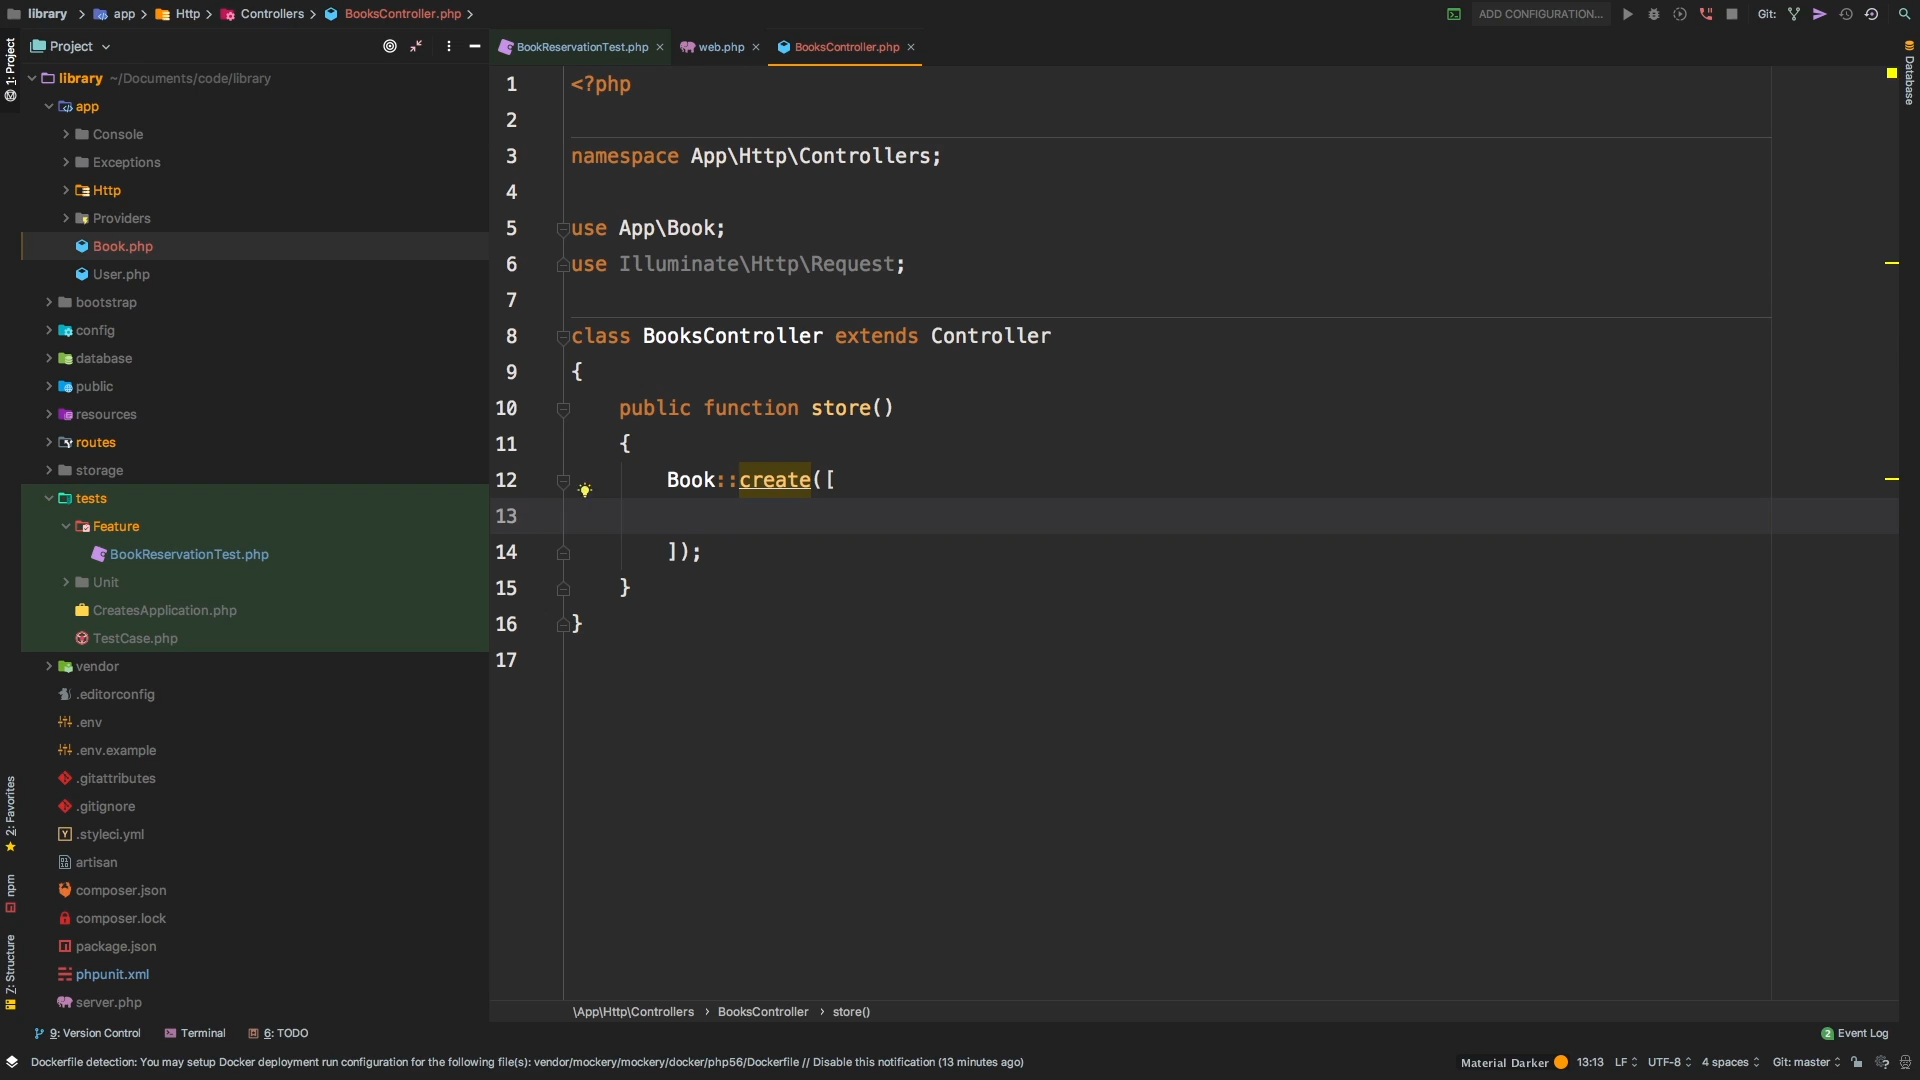 library app Http Controllers BooksController.php
ADD CONFIGURATION... Git:
Project
BookReservationTest.php web.php BooksController.php
1: Project
2: Favorites
npm
Z: Structure
Database
library ~/Documents/code/library
app
Console
Exceptions
Http
Providers
Book.php
User.php
bootstrap
config
database
public
resources
routes
storage
tests
Feature
BookReservationTest.php
Unit
CreatesApplication.php
TestCase.php
vendor
.editorconfig
.env
.env.example
.gitattributes
.gitignore
.styleci.yml
artisan
composer.json
composer.lock
package.json
phpunit.xml
server.php
1 <?php
2
3 namespace App\Http\Controllers;
4
5 use App\Book;
6 use Illuminate\Http\Request;
7
8 class BooksController extends Controller
9 {
10 public function store()
11 {
12 Book::create([
13
14 ]);
15 }
16 }
17
\App\Http\Controllers › BooksController › store()
9: Version Control Terminal 6: TODO 2 Event Log
Dockerfile detection: You may setup Docker deployment run configuration for the following file(s): vendor/mockery/mockery/docker/php56/Dockerfile // Disable this notification (13 minutes ago) Material Darker 13:13 LF UTF-8 4 spaces Git: master